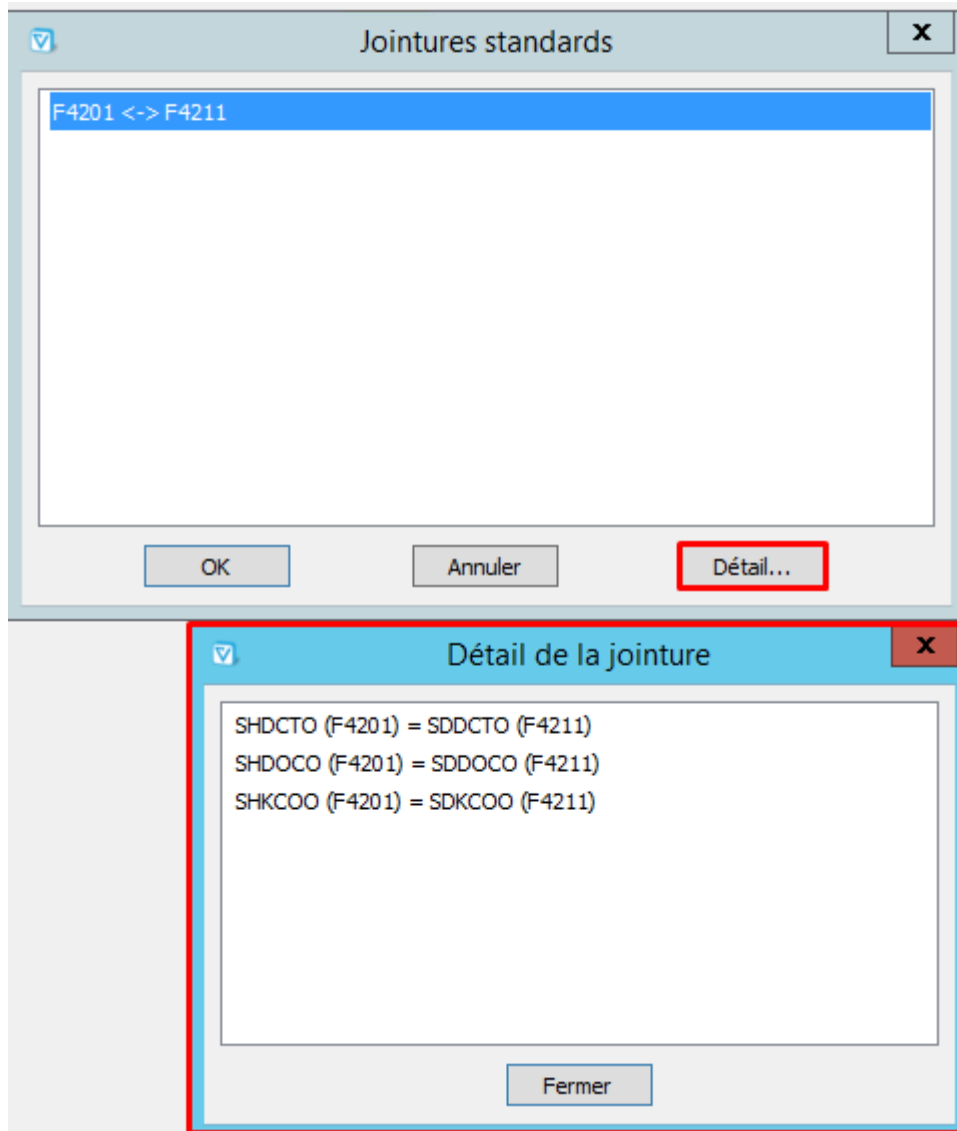 Jointures standards
x
F4201 <-> F4211
OK
Annuler
Détail...
Détail de la jointure
x
SHDCTO (F4201) = SDDCTO (F4211)
SHDOCO (F4201) = SDDOCO (F4211)
SHKCOO (F4201) = SDKCOO (F4211)
Fermer